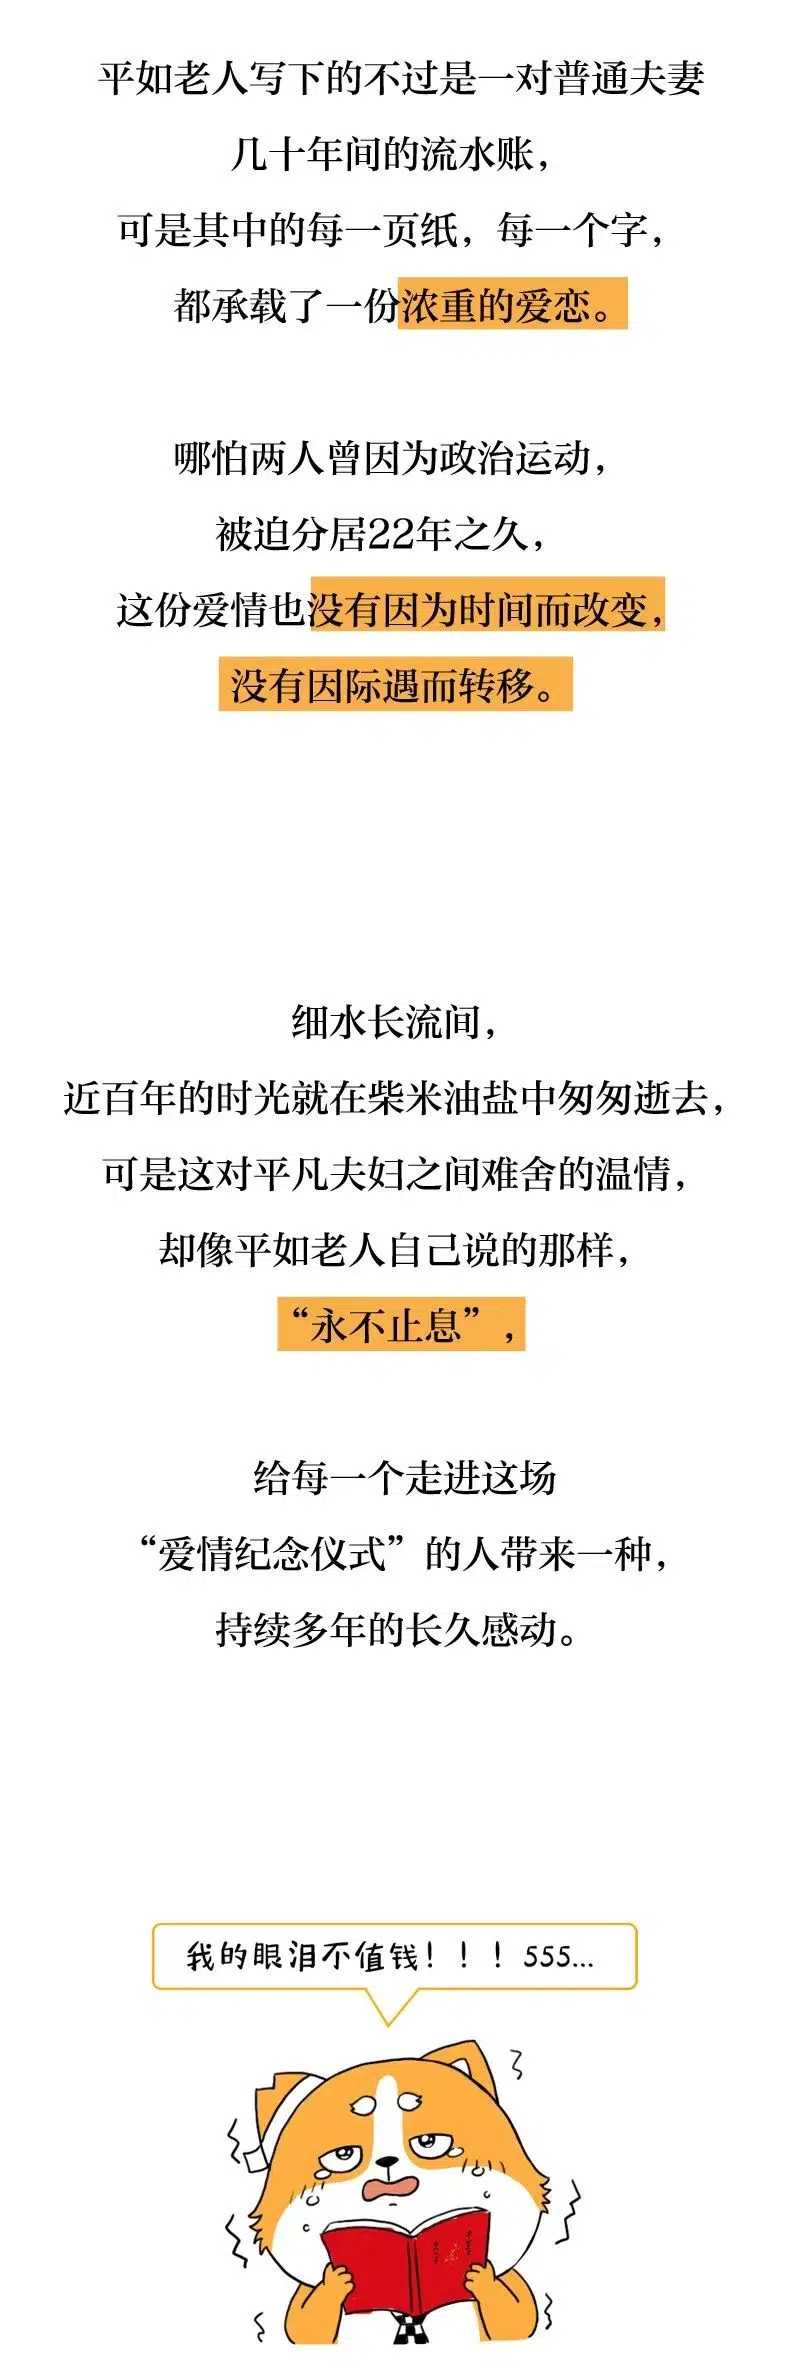 平如老人写下的不过是一对普通夫妻
几十年间的流水账，
可是其中的每一页纸，每一个字，
都承载了一份浓重的爱恋。
哪怕两人曾因为政治运动，
被迫分居22年之久，
这份爱情也没有因为时间而改变，
没有因际遇而转移。
细水长流间，
近百年的时光就在柴米油盐中匆匆逝去，
可是这对平凡夫妇之间难舍的温情，
却像平如老人自己说的那样，
“永不止息”，
给每一个走进这场
“爱情纪念仪式”的人带来一种，
持续多年的长久感动。
我的眼泪不值钱！！！555...